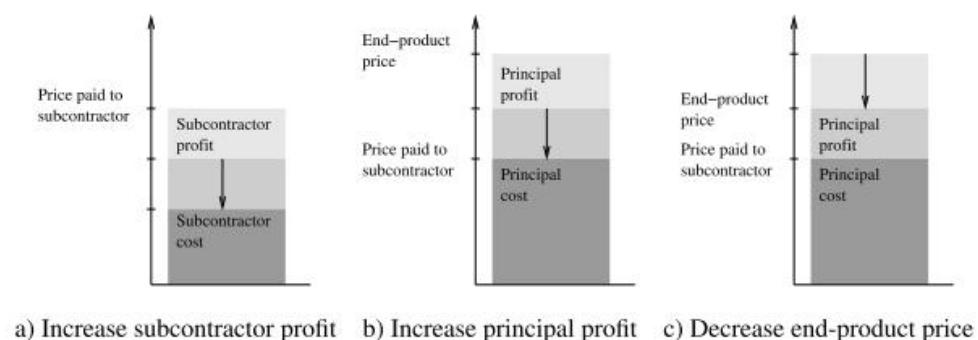 Price paid to
subcontractor
Subcontractor
profit
Subcontractor
cost
a) Increase subcontractor profit
End–product
price
Price paid to
subcontractor
Principal
profit
Principal
cost
b) Increase principal profit
End–product
price
Price paid to
subcontractor
Principal
profit
Principal
cost
c) Decrease end-product price